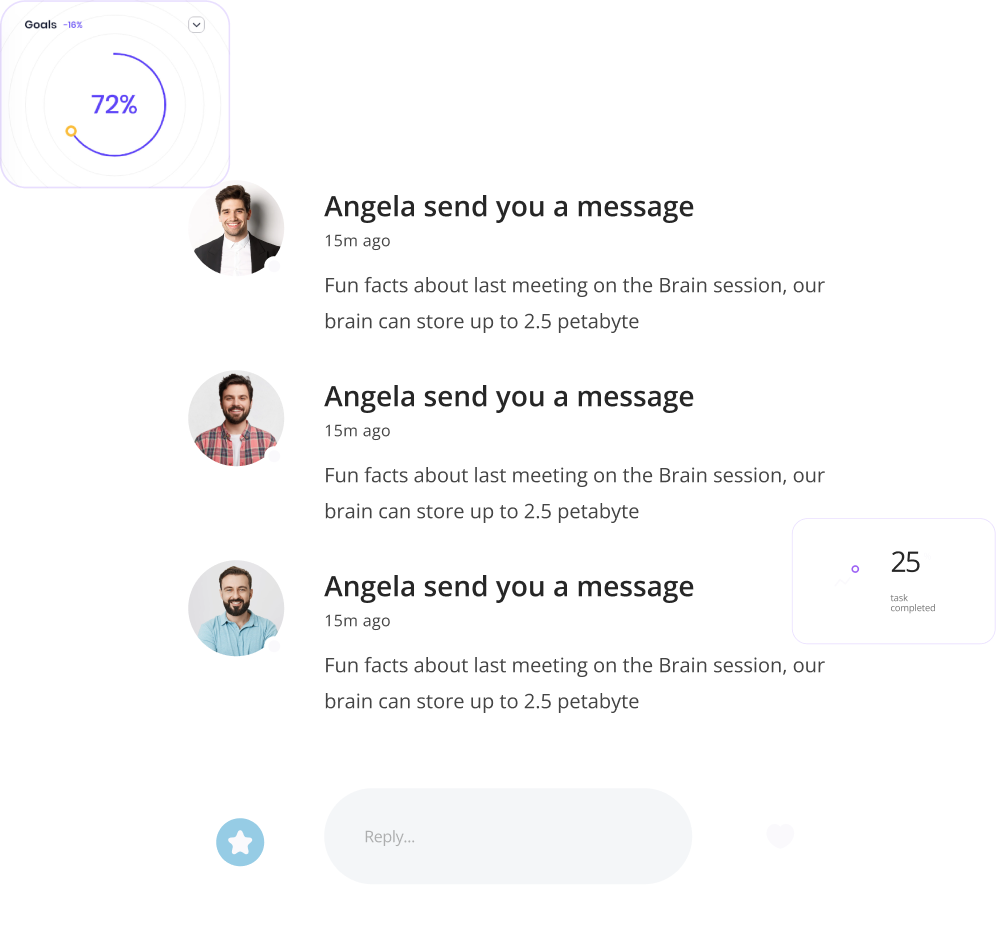 Goals -16%
72%
Angela send you a message
15m ago
Fun facts about last meeting on the Brain session, our
brain can store up to 2.5 petabyte
Angela send you a message
15m ago
Fun facts about last meeting on the Brain session, our
brain can store up to 2.5 petabyte
25
task
completed
Angela send you a message
15m ago
Fun facts about last meeting on the Brain session, our
brain can store up to 2.5 petabyte
Reply...